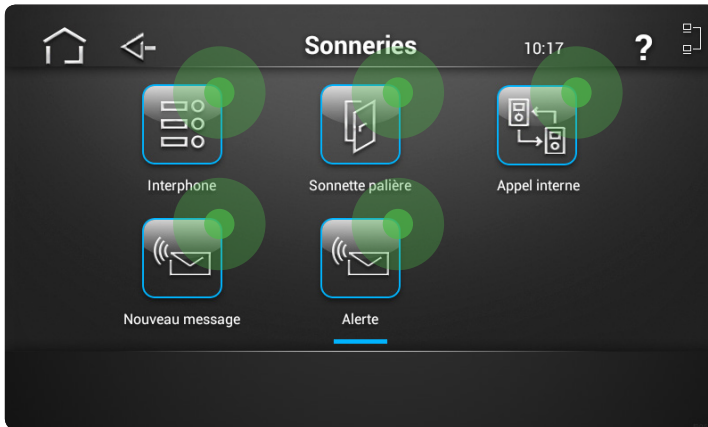 Sonneries
10:17
?
Interphone
Sonnette palière
Appel interne
Nouveau message
Alerte